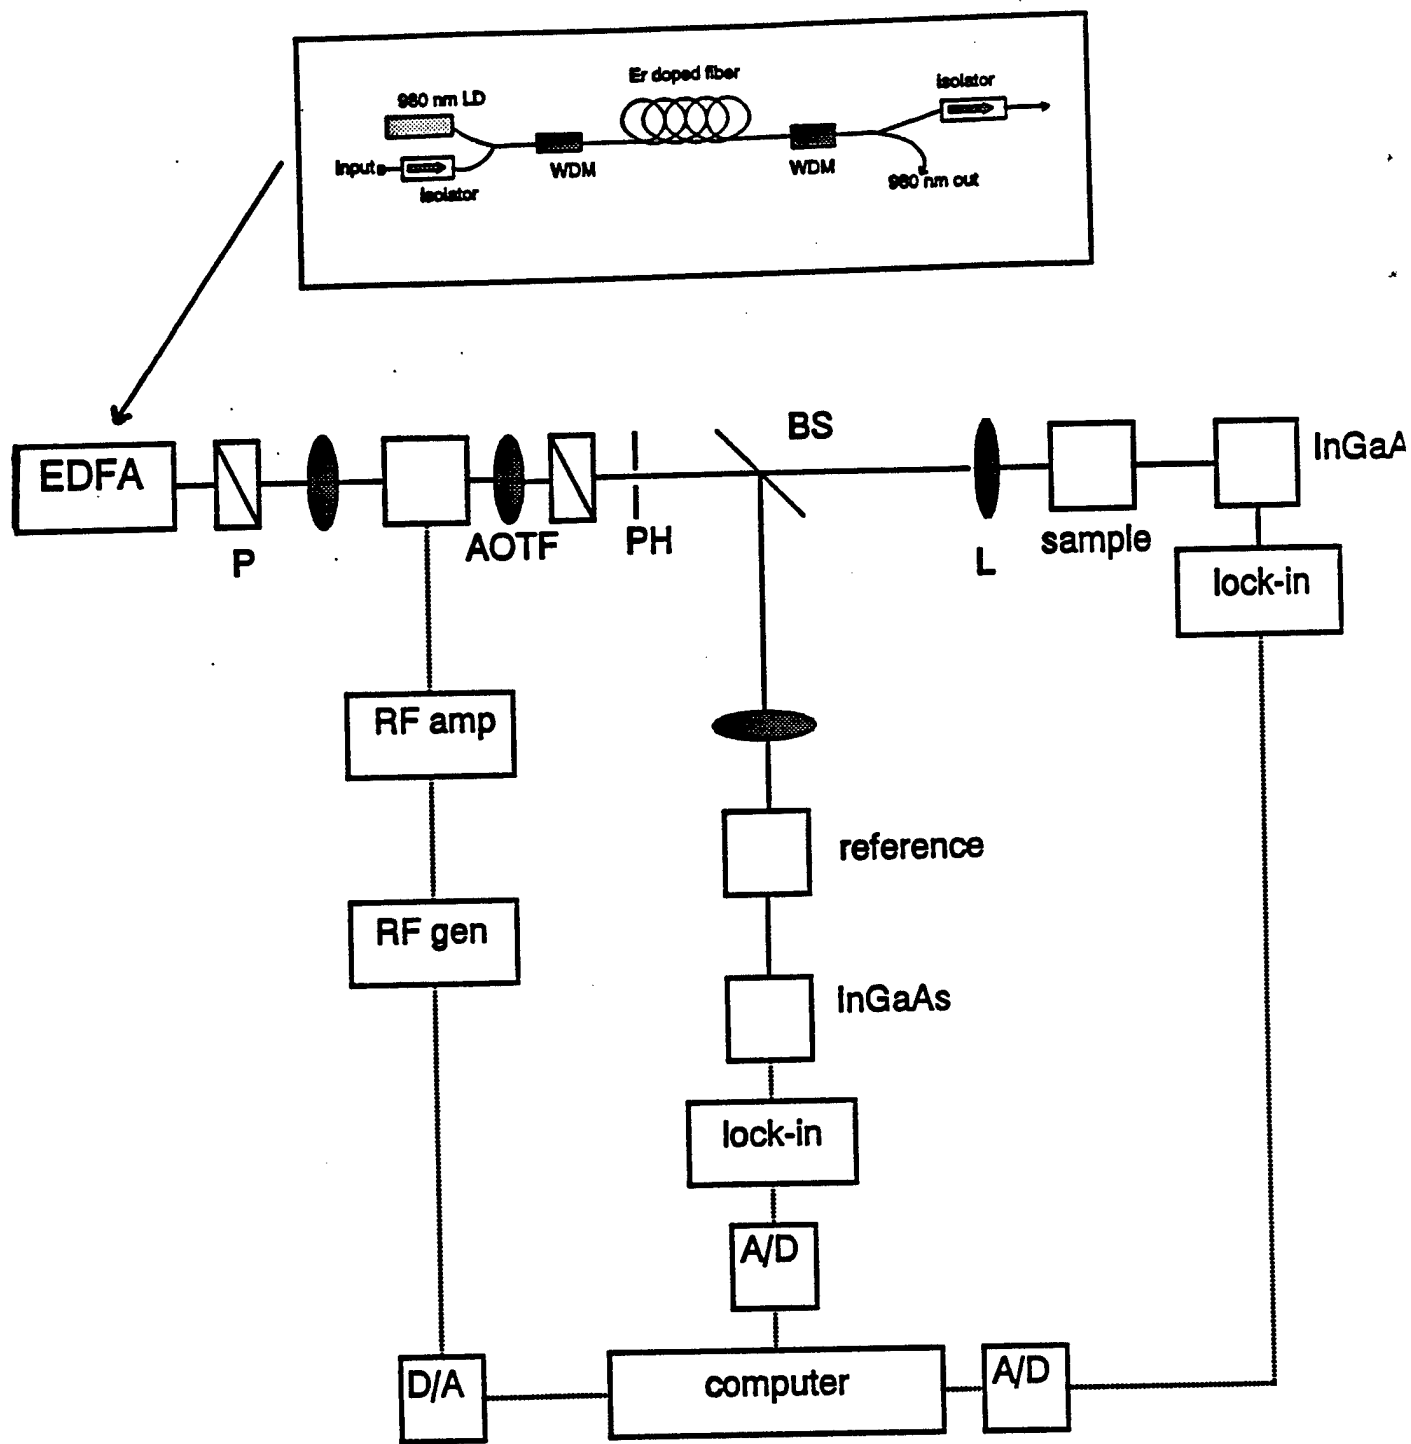 Er doped fiber
Isolator
980 nm LD
Input
WDM
WDM
Isolator
980 nm out
EDFA
BS
InGaA
P
AOTF
PH
L
sample
lock-in
RF amp
reference
RF gen
InGaAs
lock-in
A/D
D/A
computer
A/D